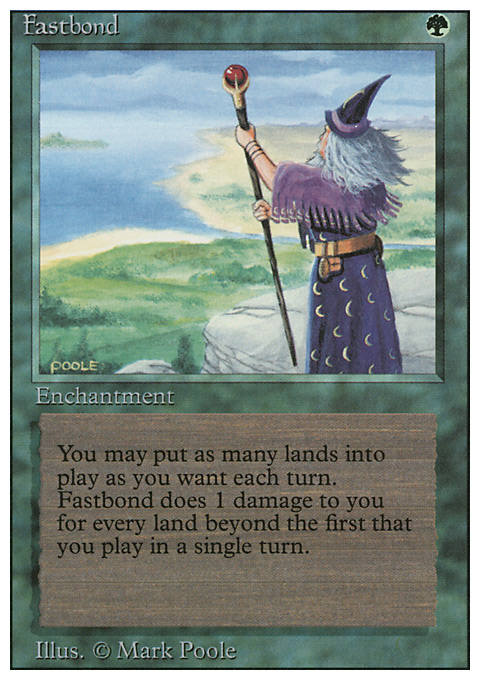 Fastbond
POOLE
Enchantment
You may put as many lands into
play as you want each turn.
Fastbond does 1 damage to you
for every land beyond the first that
you play in a single turn.
Illus. © Mark Poole